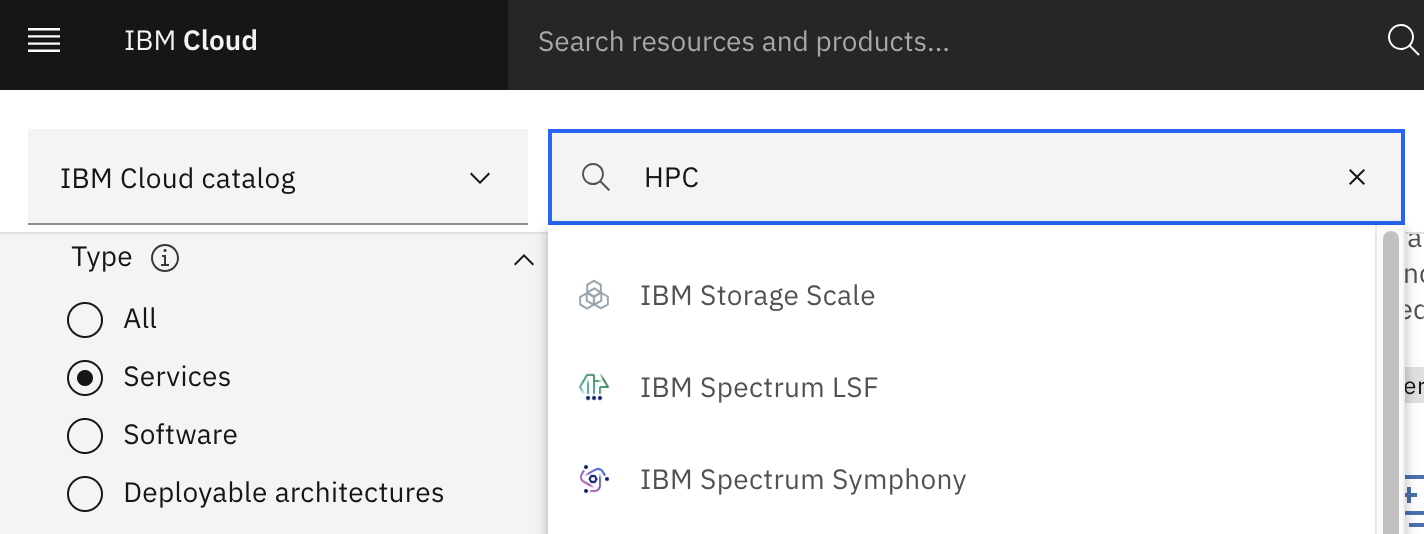 IBM Cloud
Search resources and products...
IBM Cloud catalog
HPC
Type
All
Services
Software
Deployable architectures
IBM Storage Scale
IBM Spectrum LSF
IBM Spectrum Symphony